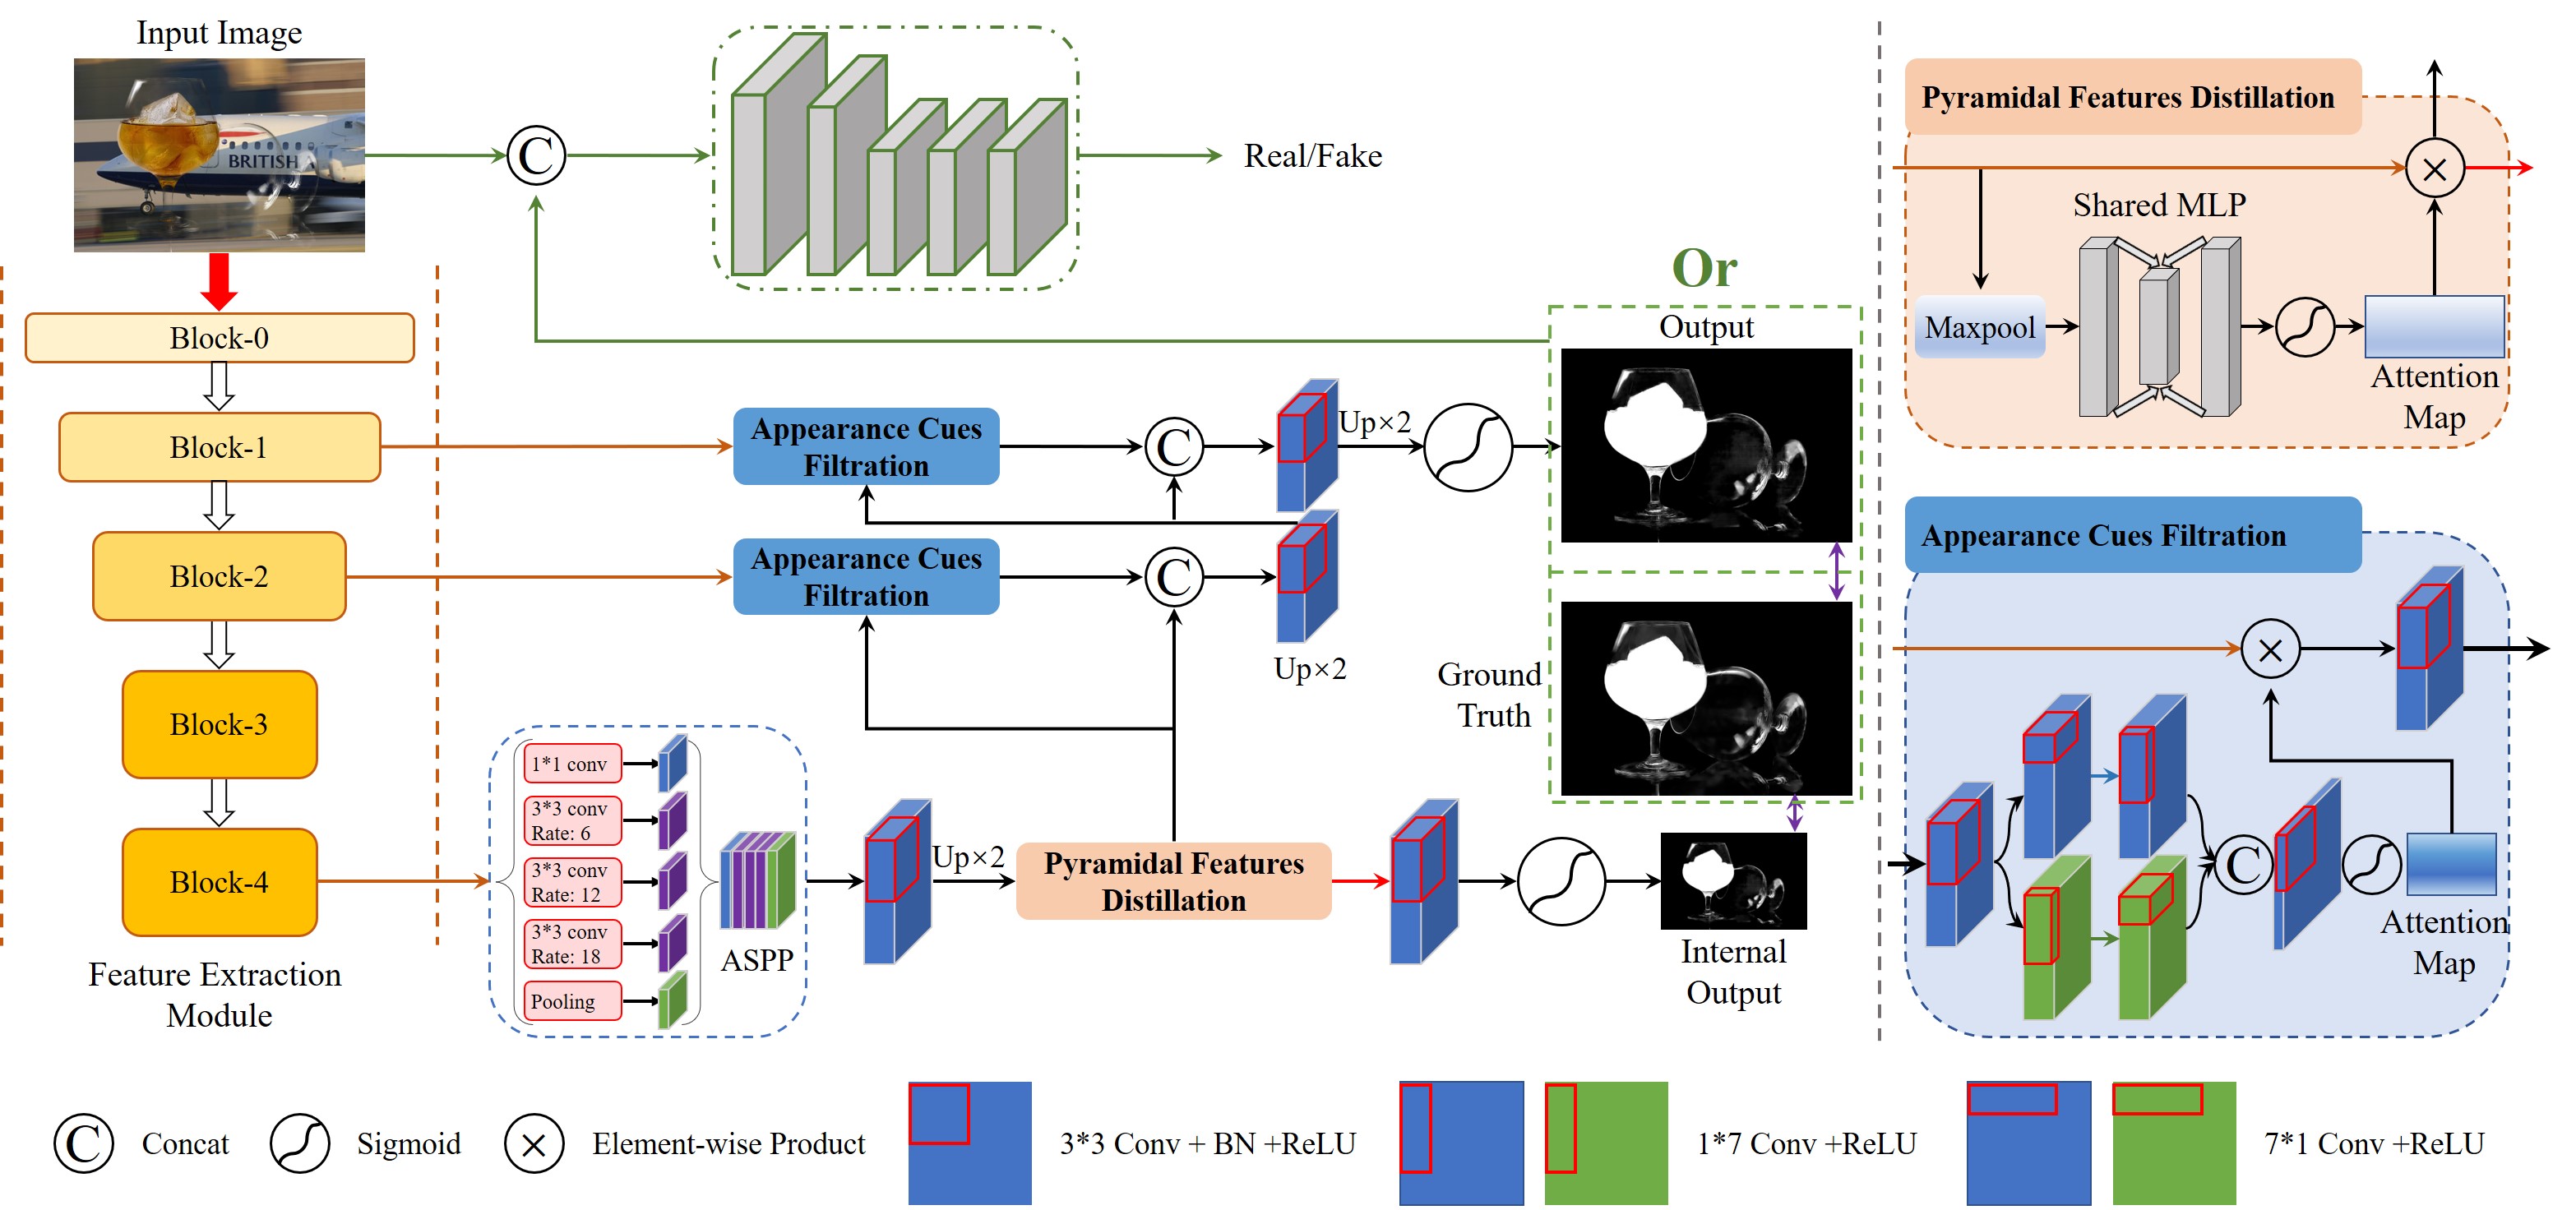 Input Image
BRITISH
C
Real/Fake
Block-0
Block-1
Block-2
Block-3
Block-4
Feature Extraction
Module
Appearance Cues
Filtration
C
Up×2
Appearance Cues
Filtration
C
Up×2
1*1 conv
3*3 conv
Rate: 6
3*3 conv
Rate: 12
3*3 conv
Rate: 18
Pooling
ASPP
Up×2
Pyramidal Features
Distillation
Or
Output
Ground
Truth
Internal
Output
Pyramidal Features Distillation
×
Shared MLP
Maxpool
Attention
Map
Appearance Cues Filtration
×
C
Attention
Map
C Concat
Sigmoid
× Element-wise Product
3*3 Conv + BN +ReLU
1*7 Conv +ReLU
7*1 Conv +ReLU